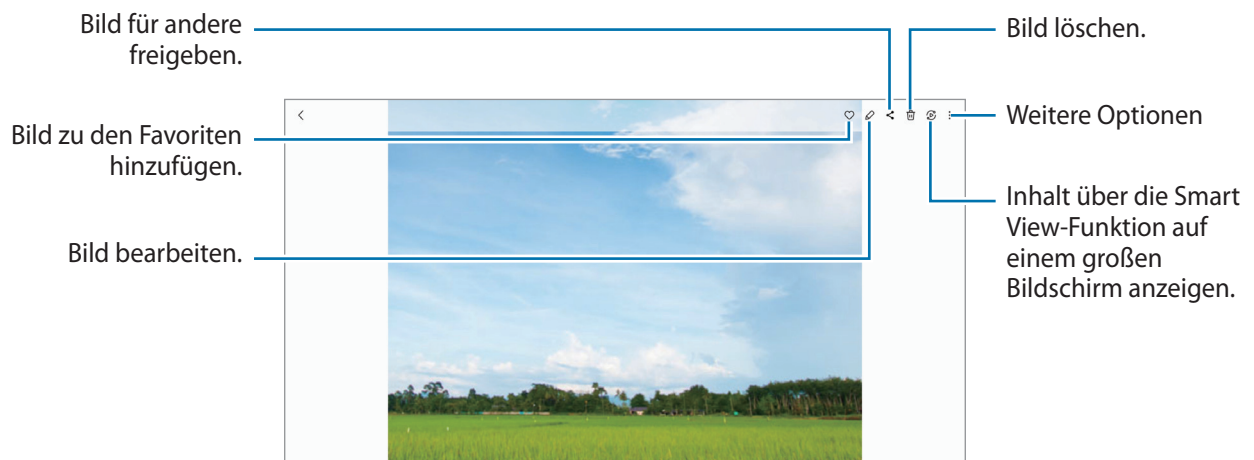 Bild für andere
freigeben.
Bild zu den Favoriten
hinzufügen.
Bild bearbeiten.
Bild löschen.
Weitere Optionen
Inhalt über die Smart
View-Funktion auf
einem großen
Bildschirm anzeigen.